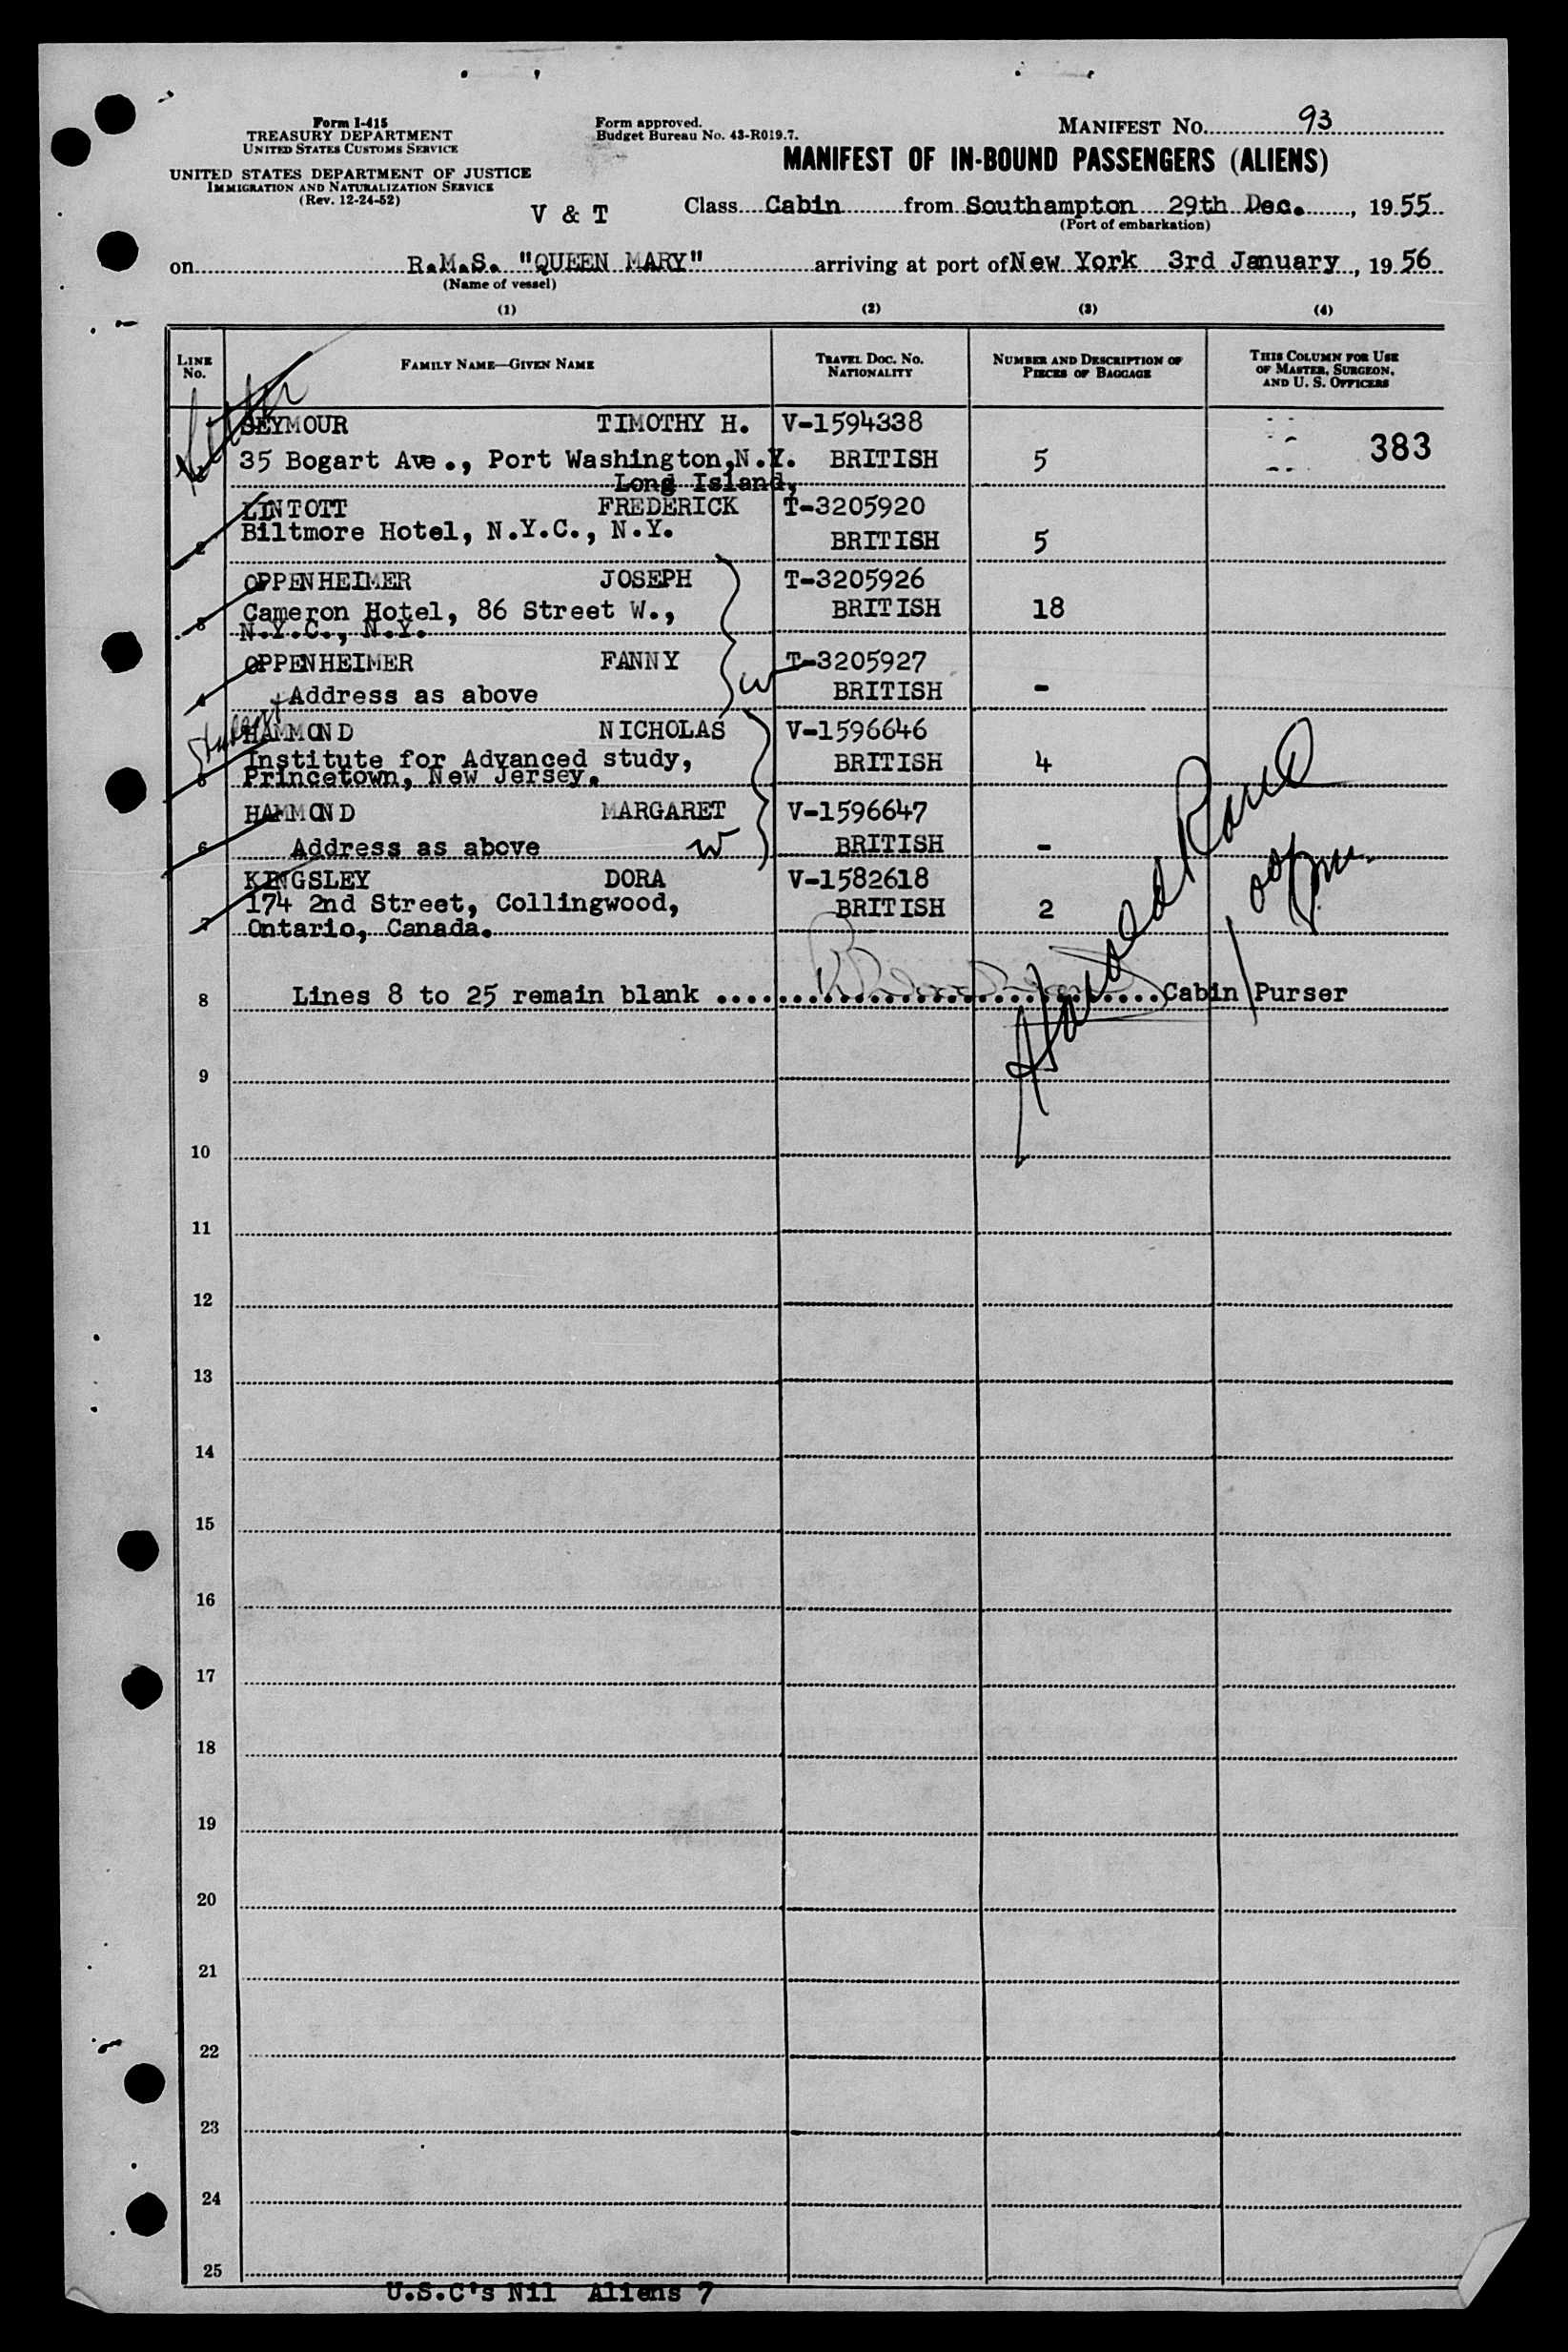 Form I-415
TREASURY DEPARTMENT
UNITED STATES CUSTOMS SERVICE
UNITED STATES DEPARTMENT OF JUSTICE
IMMIGRATION AND NATURALIZATION SERVICE
(Rev. 12-24-52)
Form approved.
Budget Bureau No. 43-R019.7.
MANIFEST No. 93
MANIFEST OF IN-BOUND PASSENGERS (ALIENS)
V & T
Class Cabin from Southampton 29th Dec., 1955
(Port of embarkation)
on R.M.S. "QUEEN MARY" arriving at port of New York 3rd January, 1956
(Name of vessel)
(1) (2) (3) (4)
LINE No. FAMILY NAME—GIVEN NAME TRAVEL DOC. No. NATIONALITY NUMBER AND DESCRIPTION OF PIECES OF BAGGAGE THIS COLUMN FOR USE OF MASTER, SURGEON, AND U. S. OFFICERS
SEYMOUR TIMOTHY H. V-1594338
383
1 35 Bogart Ave., Port Washington,N.Y. BRITISH 5
Long Island,
LINTOTT FREDERICK T-3205920
Biltmore Hotel, N.Y.C., N.Y.
2 BRITISH 5
OPPENHEIMER JOSEPH T-3205926
3 Cameron Hotel, 86 Street W., BRITISH 18
N.Y.C., N.Y.
OPPENHEIMER FANNY T-3205927
4 Address as above W BRITISH -
HAMMOND NICHOLAS V-1596646
Institute for Advanced study, BRITISH 4
5 Princetown, New Jersey.
HAMMOND MARGARET V-1596647
6 Address as above W BRITISH -
KINGSLEY DORA V-1582618
174 2nd Street, Collingwood, BRITISH 2
7 Ontario, Canada.
8 Lines 8 to 25 remain blank ............................Cabin Purser
9
10
11
12
13
14
15
16
17
18
19
20
21
22
23
24
25
U.S.C's Nil Aliens 7